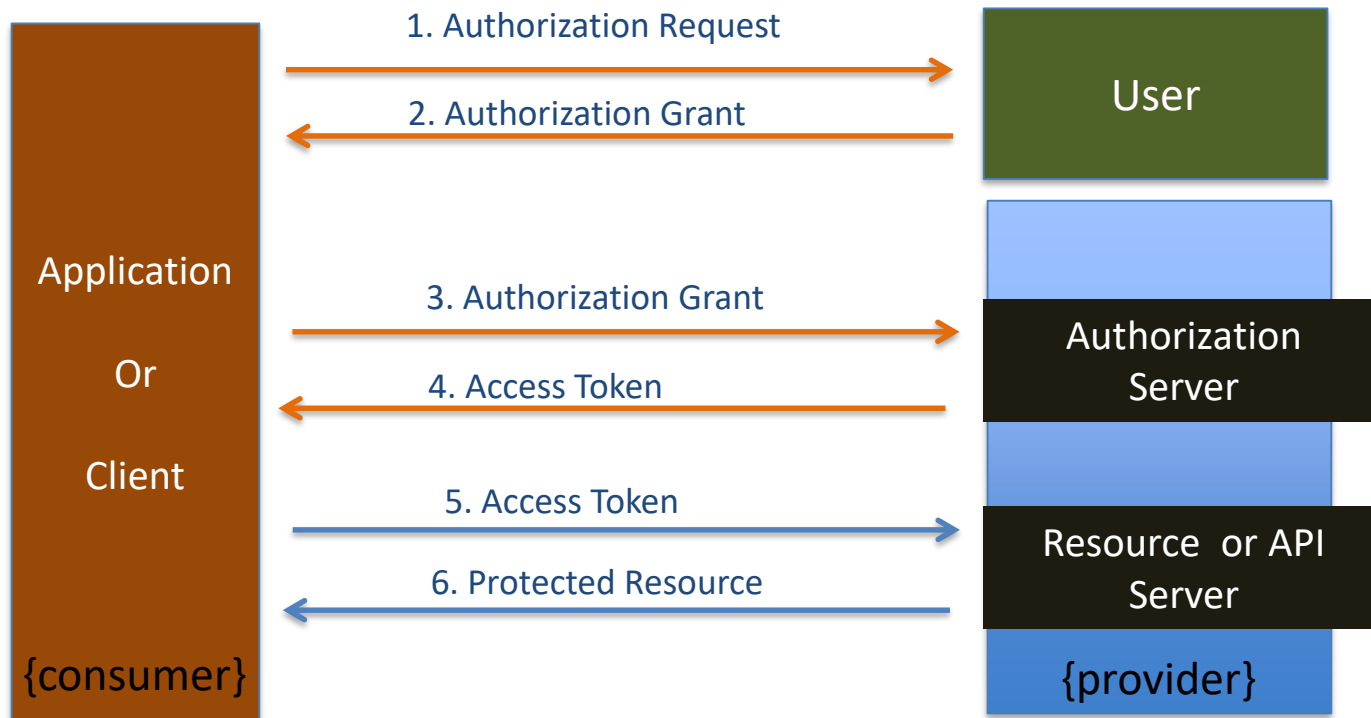 1. Authorization Request
2. Authorization Grant
User
Application
Or
Client
3. Authorization Grant
4. Access Token
Authorization
Server
5. Access Token
6. Protected Resource
Resource or API
Server
{consumer}
{provider}